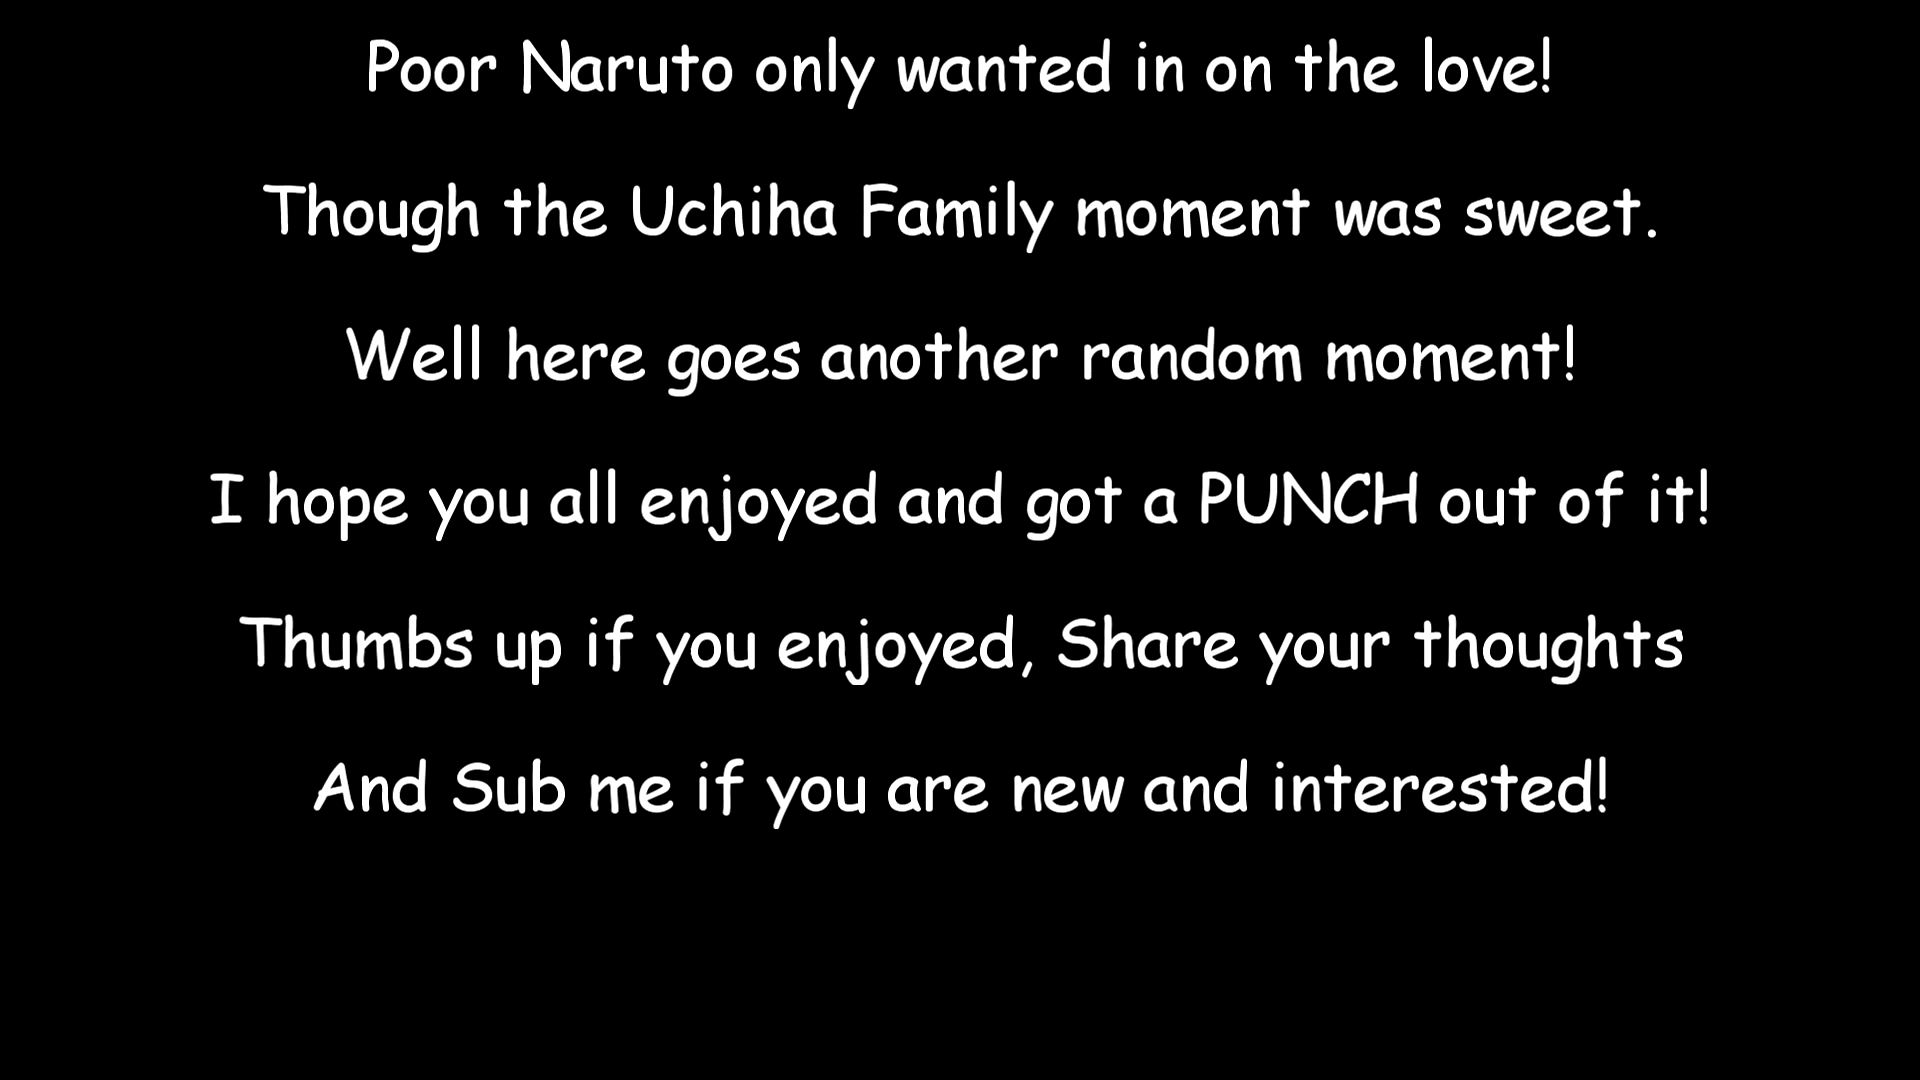 Poor Naruto only wanted in on the love!
Though the Uchiha Family moment was sweet.
Well here goes another random moment!
I hope you all enjoyed and got a PUNCH out of it!
Thumbs up if you enjoyed, Share your thoughts
And Sub me if you are new and interested!